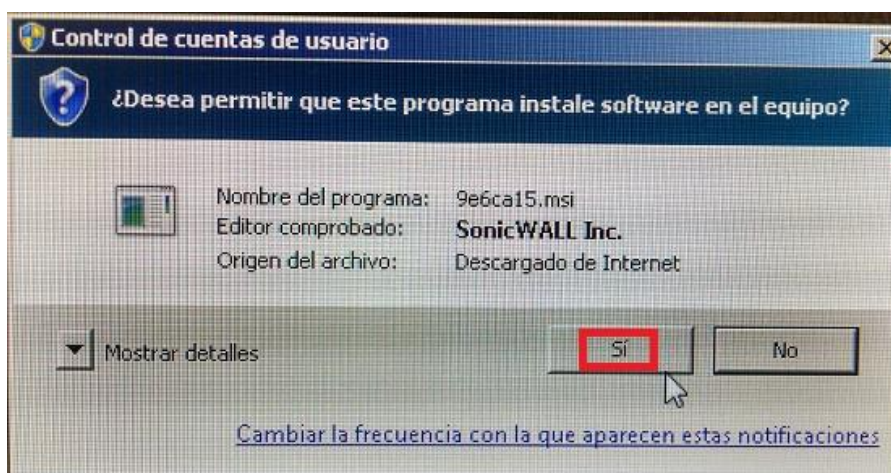 Control de cuentas de usuario
¿Desea permitir que este programa instale software en el equipo?
Nombre del programa: 9e6ca15.msi
Editor comprobado: SonicWALL Inc.
Origen del archivo: Descargado de Internet
Mostrar detalles
Sí
No
Cambiar la frecuencia con la que aparecen estas notificaciones